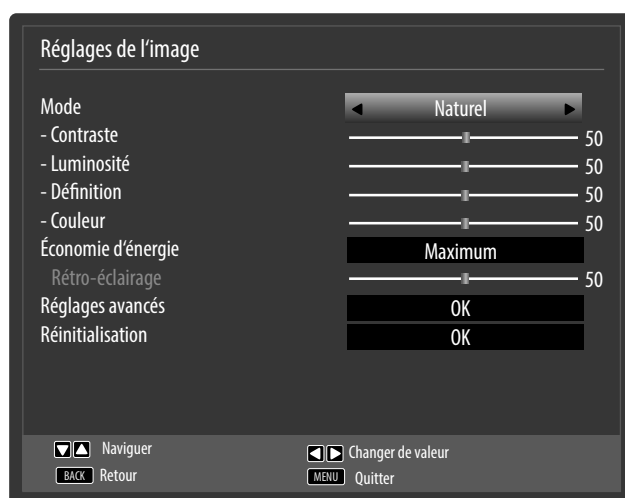 Réglages de l‘image
Mode Naturel
- Contraste 50
- Luminosité 50
- Définition 50
- Couleur 50
Économie d‘énergie Maximum
Rétro-éclairage 50
Réglages avancés OK
Réinitialisation OK
Naviguer Changer de valeur
BACK Retour MENU Quitter